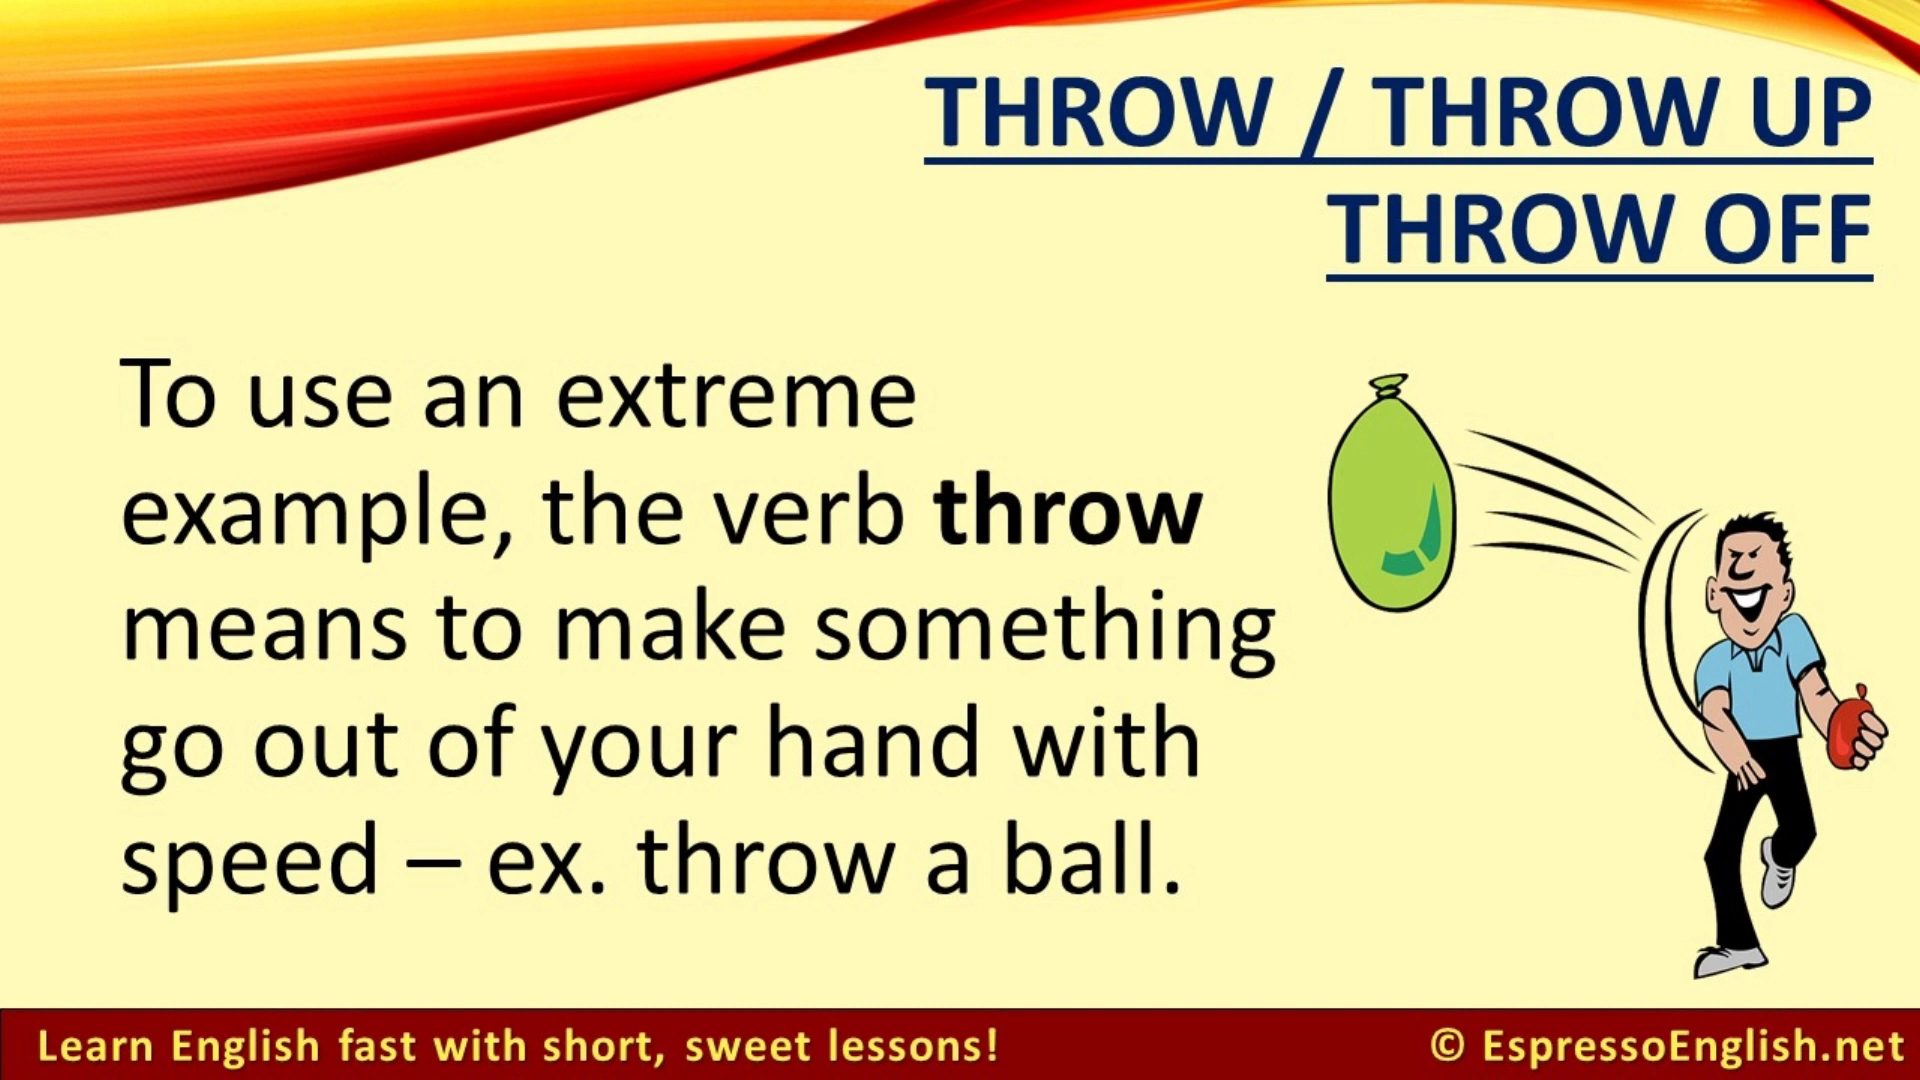 THROW / THROW UP
THROW OFF
To use an extreme
example, the verb throw
means to make something
go out of your hand with
speed – ex. throw a ball.
Learn English fast with short, sweet lessons!
© EspressoEnglish.net